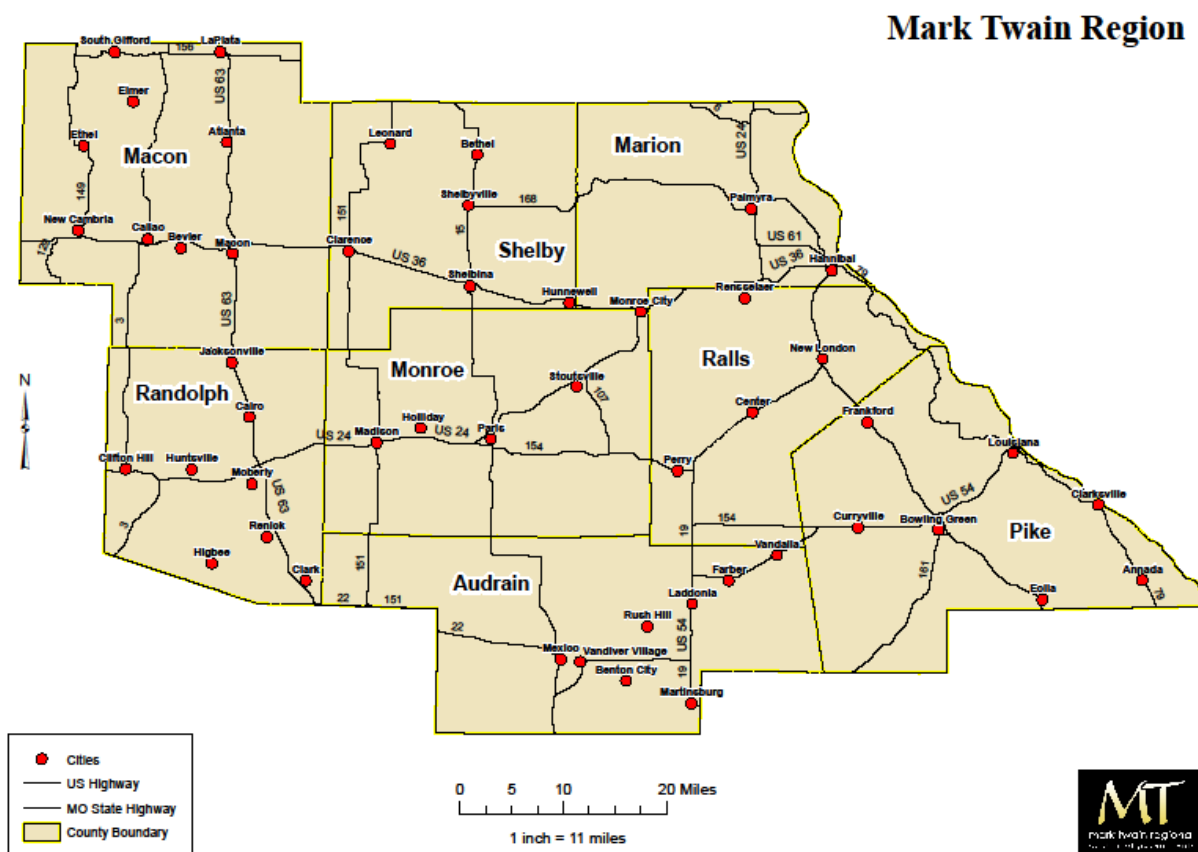 Mark Twain Region
South Gifford
156
LaPlata
US 63
Elmer
Ethel
Atlanta
Macon
149
Leonard
Bethel
Marion
6
US 24
Shelbyville
168
Palmyra
New Cambria
Callao
Bevier
Macon
129
151
Clarence
15
Shelby
US 36
US 61
US 36
Hannibal
79
Shelbina
Hunnewell
Monroe City
Rensselaer
3
US 63
Jacksonville
Randolph
Monroe
Stoutsville
Ralls
New London
N
S
Cairo
107
Holliday
Center
Frankford
US 24
Madison
US 24
Paris
154
Clifton Hill
Huntsville
Moberly
US 63
Perry
Louisiana
US 54
Clarksville
3
Renick
19
154
Curryville
Bowling Green
Pike
Higbee
Clark
151
Audrain
Vandalia
Farber
161
Annada
79
Eolia
22
151
Laddonia
Rush Hill
22
US 54
Mexico
Vandiver Village
Benton City
19
Martinsburg
Cities
US Highway
MO State Highway
County Boundary
0 5 10 20 Miles
1 inch = 11 miles
MT
mark twain regional